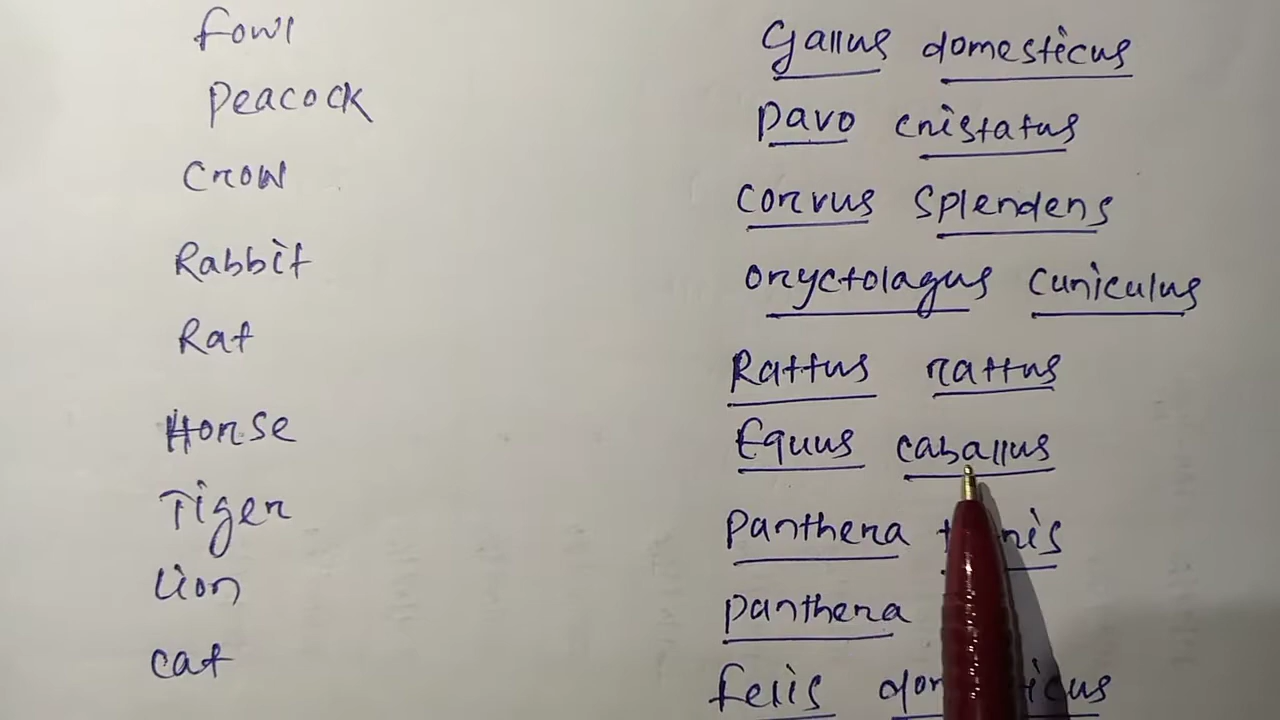 Fowl Gallus domesticus
Peacock Pavo cristatus
Crow Corvus Splendens
Rabbit Oryctolagus Cuniculus
Rat Rattus rattus
Horse Equus caballus
Tiger Panthera
Lion Panthera
Cat Felis